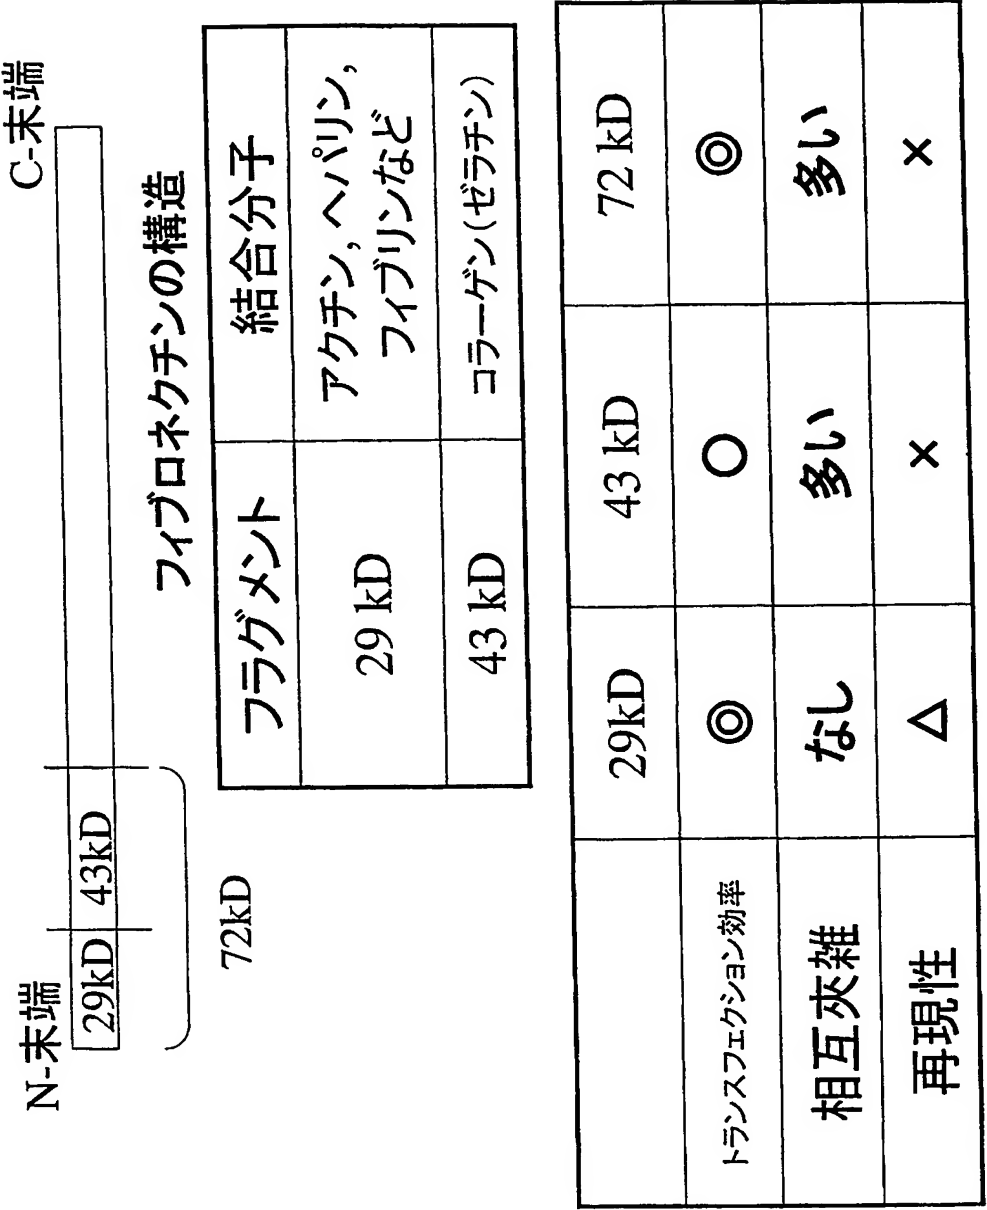 N-末端
C-末端
29kD 43kD
72kD
フィブロネクチンの構造
フラグメント 結合分子
29 kD アクチン, ヘパリン,
フィブリンなど
43 kD コラーゲン(ゼラチン)
29kD 43 kD 72 kD
トランスフェクション効率 ◎ ○ ◎
相互夾雑 なし 多い 多い
再現性 △ × ×